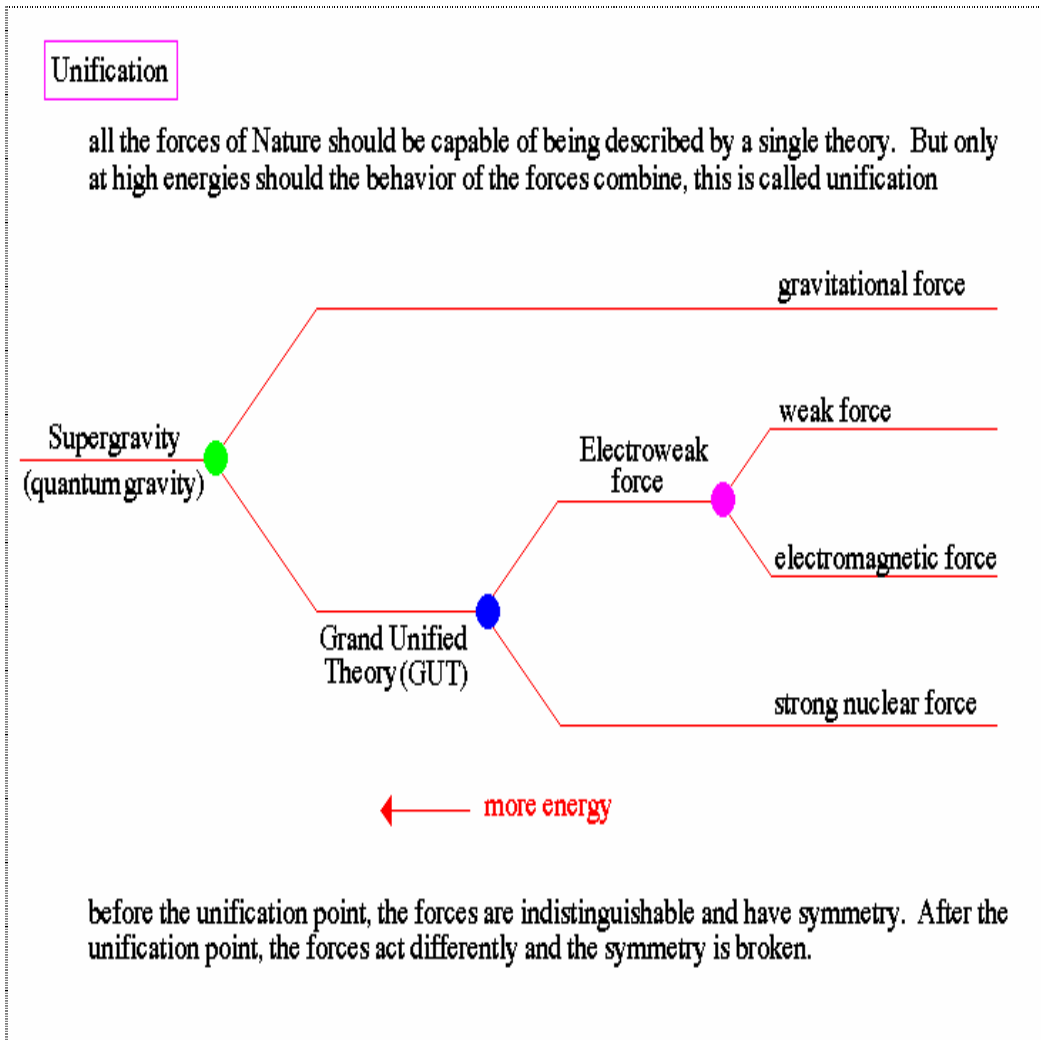 Unification
all the forces of Nature should be capable of being described by a single theory. But only
at high energies should the behavior of the forces combine, this is called unification
gravitational force
weak force
Supergravity
(quantum gravity)
Electroweak
force
electromagnetic force
Grand Unified
Theory (GUT)
strong nuclear force
more energy
before the unification point, the forces are indistinguishable and have symmetry. After the
unification point, the forces act differently and the symmetry is broken.